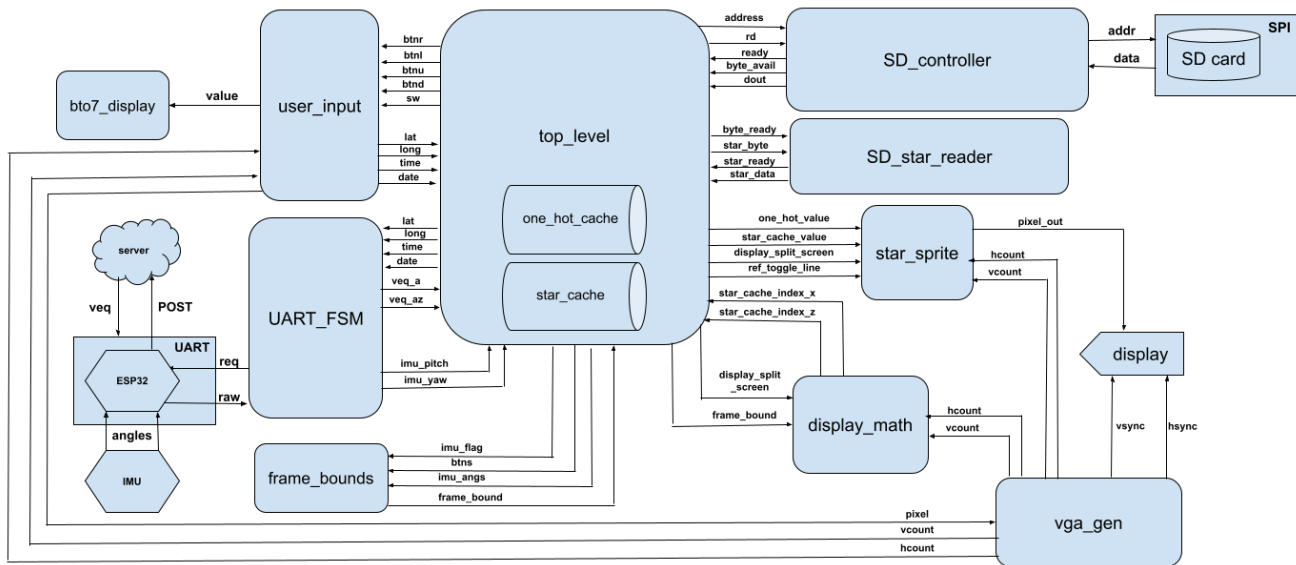 address
rd
ready
byte_avail
dout
SD_controller
addr
data
SPI
SD card
btnr
btnl
btnu
btnd
sw
user_input
value
bto7_display
lat
long
time
date
top_level
one_hot_cache
star_cache
byte_ready
star_byte
star_ready
star_data
SD_star_reader
server
veq
POST
UART
ESP32
angles
IMU
req
raw
UART_FSM
lat
long
time
date
veq_a
veq_az
imu_pitch
imu_yaw
one_hot_value
star_cache_value
display_split_screen
ref_toggle_line
star_sprite
pixel_out
hcount
vcount
star_cache_index_x
star_cache_index_z
display_split
_screen
frame_bound
display_math
hcount
vcount
display
vsync
hsync
frame_bounds
imu_flag
btns
imu_angs
frame_bound
pixel
vcount
hcount
vga_gen